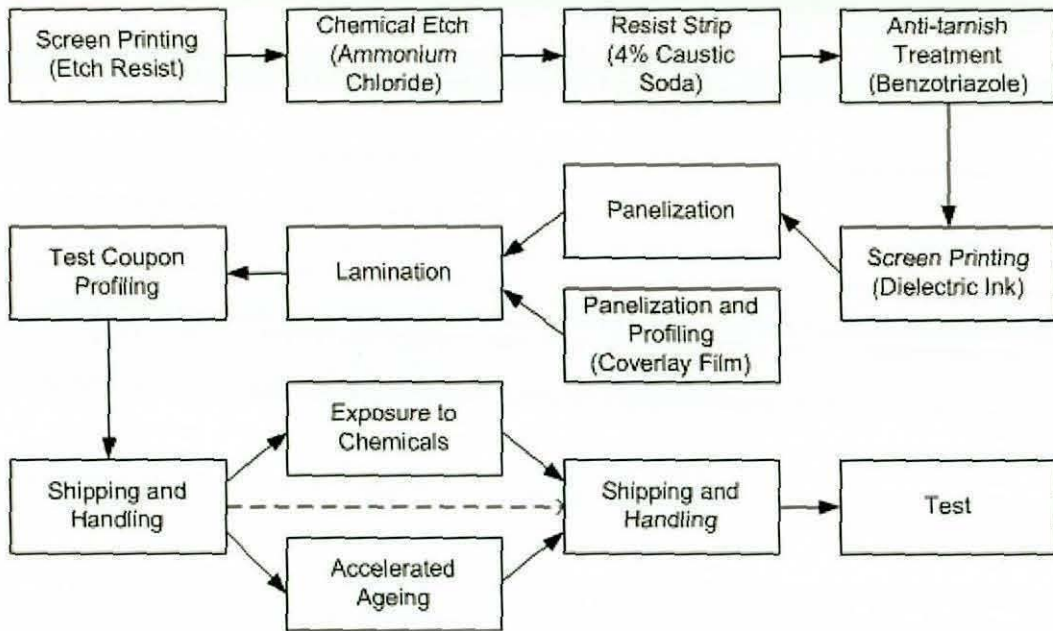 Screen Printing
(Etch Resist)
Chemical Etch
(Ammonium
Chloride)
Resist Strip
(4% Caustic
Soda)
Anti-tarnish
Treatment
(Benzotriazole)
Screen Printing
(Dielectric Ink)
Panelization
Panelization and
Profiling
(Coverlay Film)
Lamination
Test Coupon
Profiling
Shipping and
Handling
Exposure to
Chemicals
Accelerated
Ageing
Shipping and
Handling
Test